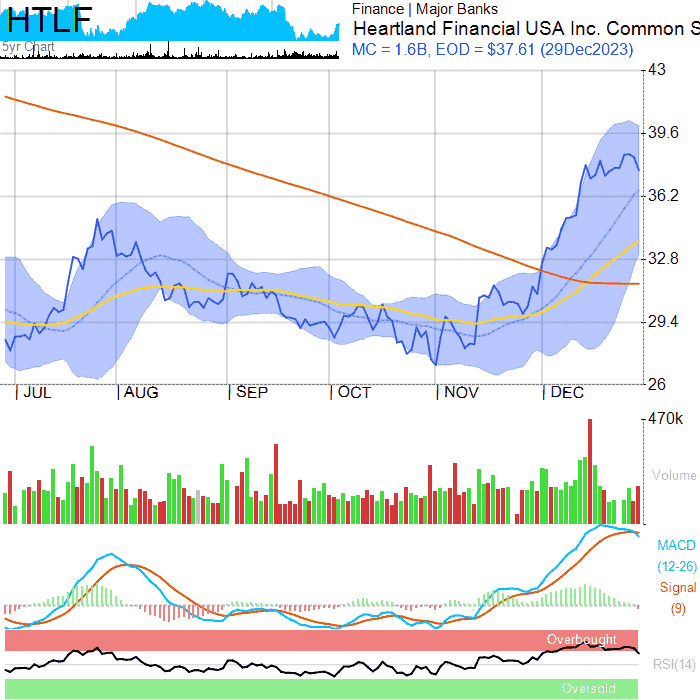 HTLF
5yr Chart
Finance | Major Banks
Heartland Financial USA Inc. Common S
MC = 1.6B, EOD = $37.61 (29Dec2023)
43
39.6
36.2
32.8
29.4
26
JUL AUG SEP OCT NOV DEC
470k
Volume
MACD
(12-26)
Signal
(9)
Overbought
RSI(14)
Oversold